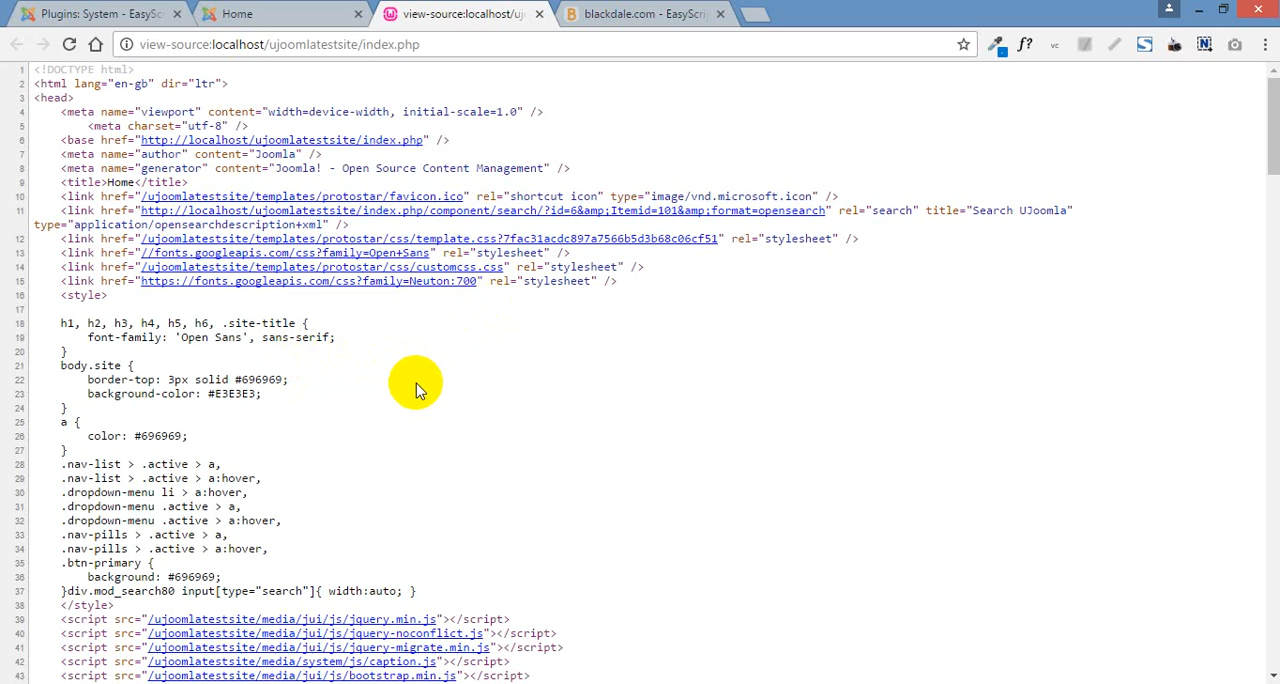 Plugins: System - EasySc
Home
view-source:localhost/uj
blackdale.com - EasyScri
view-source:localhost/ujoomlatestsite/index.php
f?
vc
1 <!DOCTYPE html>
2 <html lang="en-gb" dir="ltr">
3 <head>
4 <meta name="viewport" content="width=device-width, initial-scale=1.0" />
5 <meta charset="utf-8" />
6 <base href="http://localhost/ujoomlatestsite/index.php" />
7 <meta name="author" content="Joomla" />
8 <meta name="generator" content="Joomla! - Open Source Content Management" />
9 <title>Home</title>
10 <link href="/ujoomlatestsite/templates/protostar/favicon.ico" rel="shortcut icon" type="image/vnd.microsoft.icon" />
11 <link href="http://localhost/ujoomlatestsite/index.php/component/search/?id=6&amp;Itemid=101&amp;format=opensearch" rel="search" title="Search UJoomla"
type="application/opensearchdescription+xml" />
12 <link href="/ujoomlatestsite/templates/protostar/css/template.css?7fac31acdc897a7566b5d3b68c06cf51" rel="stylesheet" />
13 <link href="//fonts.googleapis.com/css?family=Open+Sans" rel="stylesheet" />
14 <link href="/ujoomlatestsite/templates/protostar/css/customcss.css" rel="stylesheet" />
15 <link href="https://fonts.googleapis.com/css?family=Neuton:700" rel="stylesheet" />
16 <style>
17
18 h1, h2, h3, h4, h5, h6, .site-title {
19 font-family: 'Open Sans', sans-serif;
20 }
21 body.site {
22 border-top: 3px solid #696969;
23 background-color: #E3E3E3;
24 }
25 a {
26 color: #696969;
27 }
28 .nav-list > .active > a,
29 .nav-list > .active > a:hover,
30 .dropdown-menu li > a:hover,
31 .dropdown-menu .active > a,
32 .dropdown-menu .active > a:hover,
33 .nav-pills > .active > a,
34 .nav-pills > .active > a:hover,
35 .btn-primary {
36 background: #696969;
37 }div.mod_search80 input[type="search"]{ width:auto; }
38 </style>
39 <script src="/ujoomlatestsite/media/jui/js/jquery.min.js"></script>
40 <script src="/ujoomlatestsite/media/jui/js/jquery-noconflict.js"></script>
41 <script src="/ujoomlatestsite/media/jui/js/jquery-migrate.min.js"></script>
42 <script src="/ujoomlatestsite/media/system/js/caption.js"></script>
43 <script src="/ujoomlatestsite/media/jui/js/bootstrap.min.js"></script>